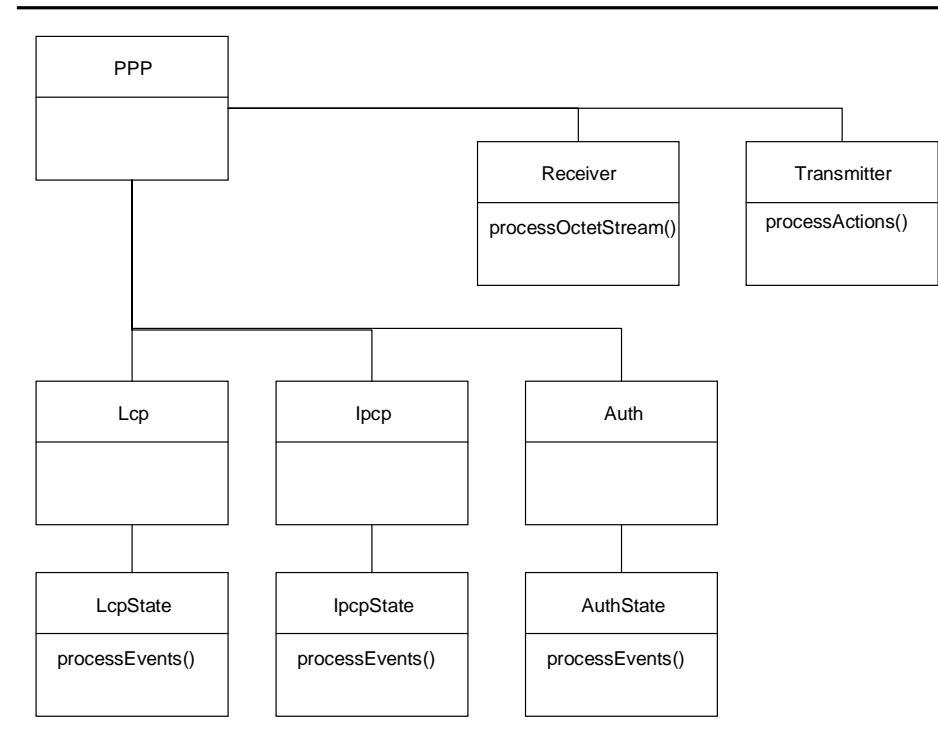 PPP
Receiver
Transmitter
processOctetStream()
processActions()
Lcp
Ipcp
Auth
LcpState
IpcpState
AuthState
processEvents()
processEvents()
processEvents()